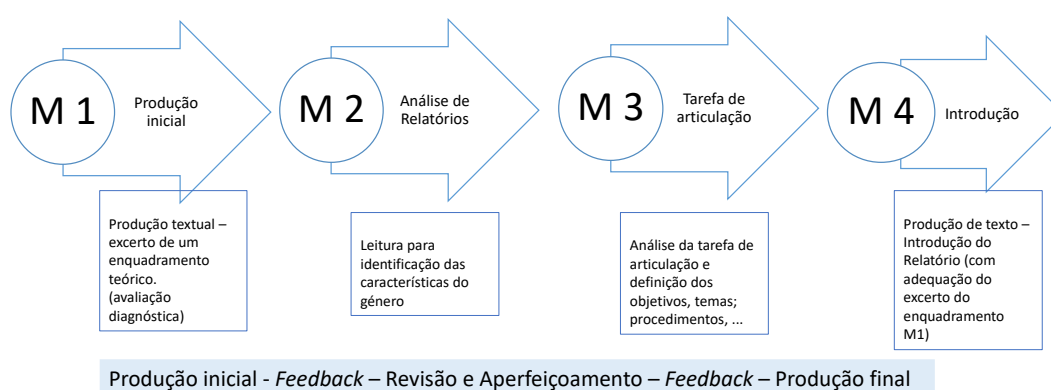 M 1
Produção
inicial
M 2
Análise de
Relatórios
M 3
Tarefa de
articulação
M 4
Introdução
Produção textual –
excerto de um
enquadramento
teórico.
(avaliação
diagnóstica)
Leitura para
identificação das
características do
género
Análise da tarefa de
articulação e
definição dos
objetivos, temas;
procedimentos, ...
Produção de texto –
Introdução do
Relatório (com
adequação do
excerto do
enquadramento
M1)
Produção inicial - Feedback – Revisão e Aperfeiçoamento – Feedback – Produção final